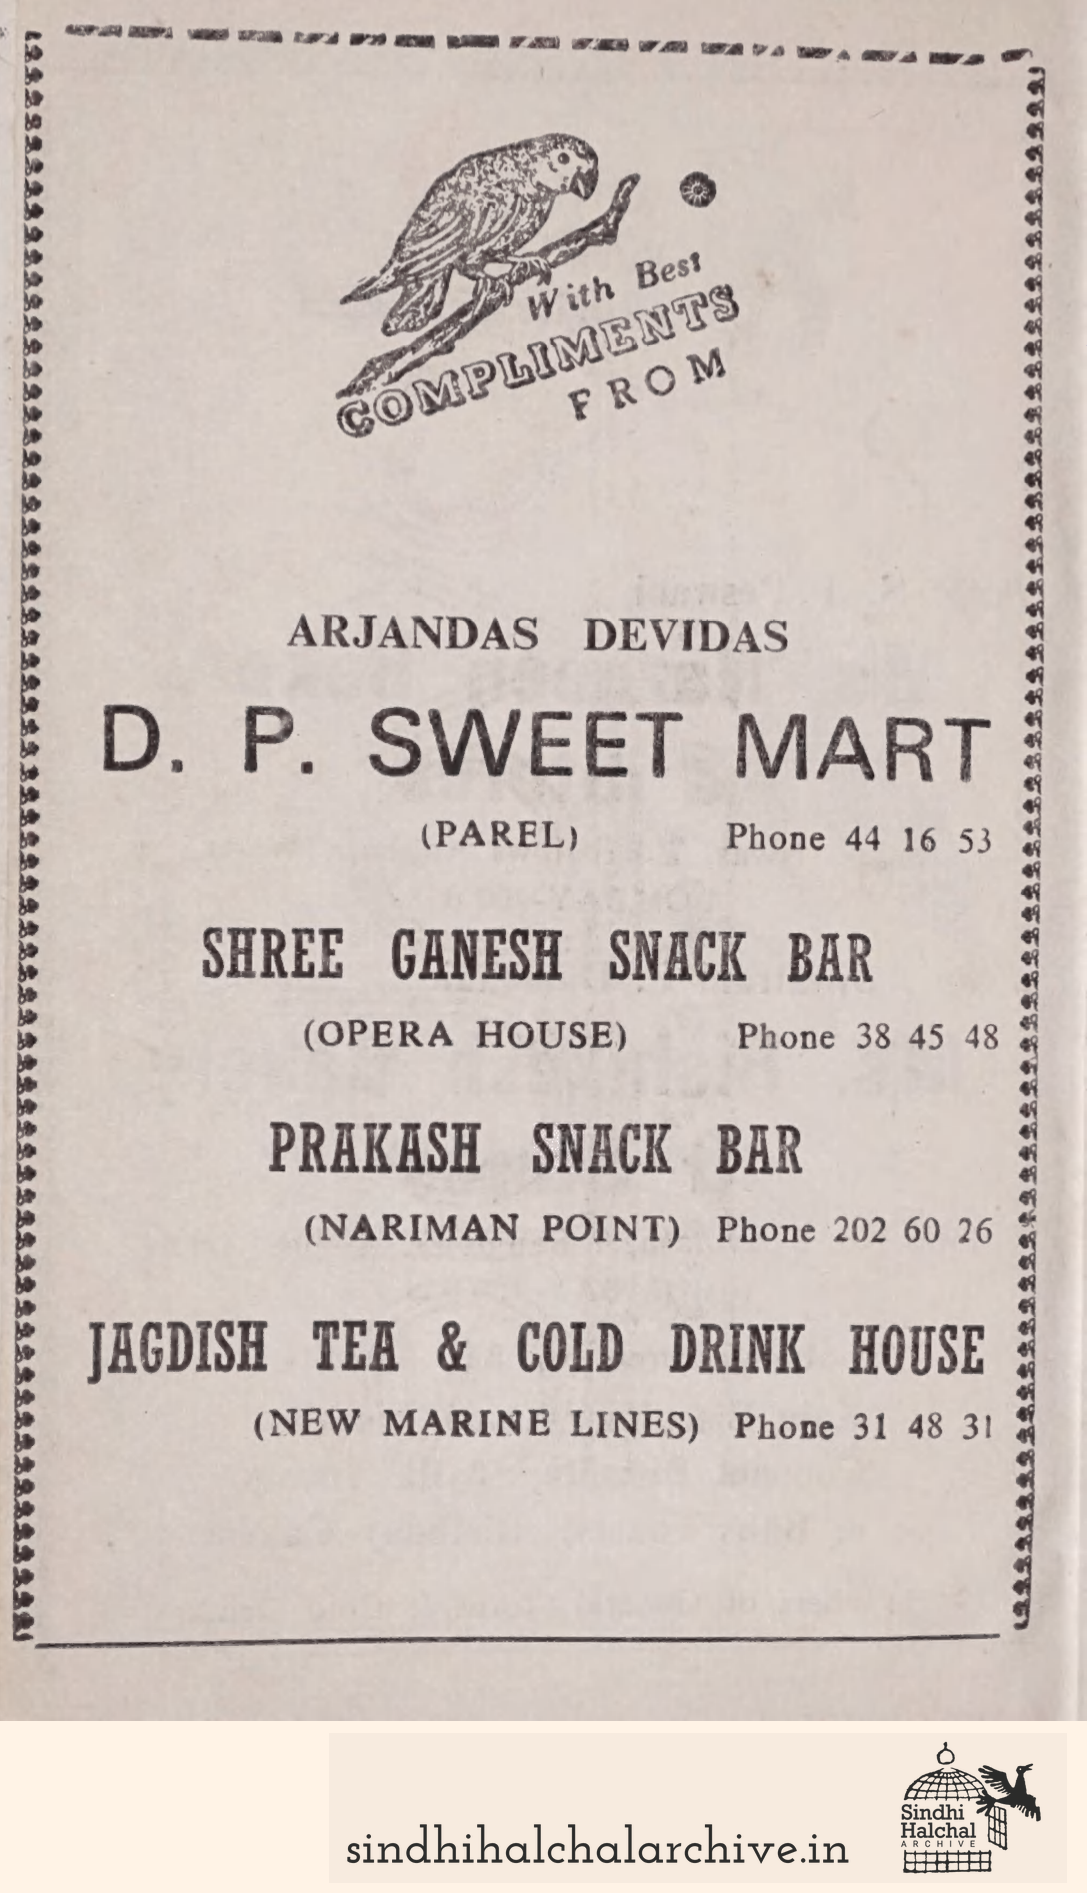 With Best
COMPLIMENTS
FROM
ARJANDAS DEVIDAS
D. P. SWEET MART
(PAREL) Phone 44 16 53
SHREE GANESH SNACK BAR
(OPERA HOUSE) Phone 38 45 48
PRAKASH SNACK BAR
(NARIMAN POINT) Phone 202 60 26
JAGDISH TEA & COLD DRINK HOUSE
(NEW MARINE LINES) Phone 31 48 31
sindhihalchalarchive.in
Sindhi
Halchal
ARCHIVE